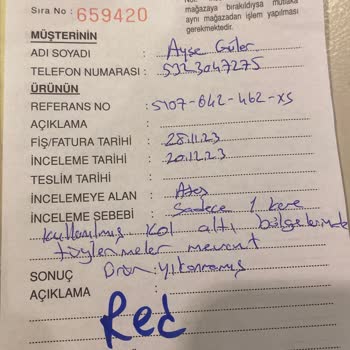 mağazaya bırakıldıysa mutlaka
aynı mağazadan işlem yapılması
gerekmektedir.
Sıra No : 659420
MÜŞTERİNİN
ADI SOYADI : Ayşe Güler
TELEFON NUMARASI : 5323047275
ÜRÜNÜN
REFERANS NO : 5107-642-462-XS
AÇIKLAMA :
FİŞ/FATURA TARİHİ : 28.11.23
İNCELEME TARİHİ : 20.12.23
TESLİM TARİHİ :
İNCELEMEYE ALAN : Ateş
İNCELEME SEBEBİ : Sadece 1 kere
kullanılmış kol altı bölgelerinde
tüylenmeler mevcut
SONUÇ : Ürün yıkanmamış
AÇIKLAMA
Red